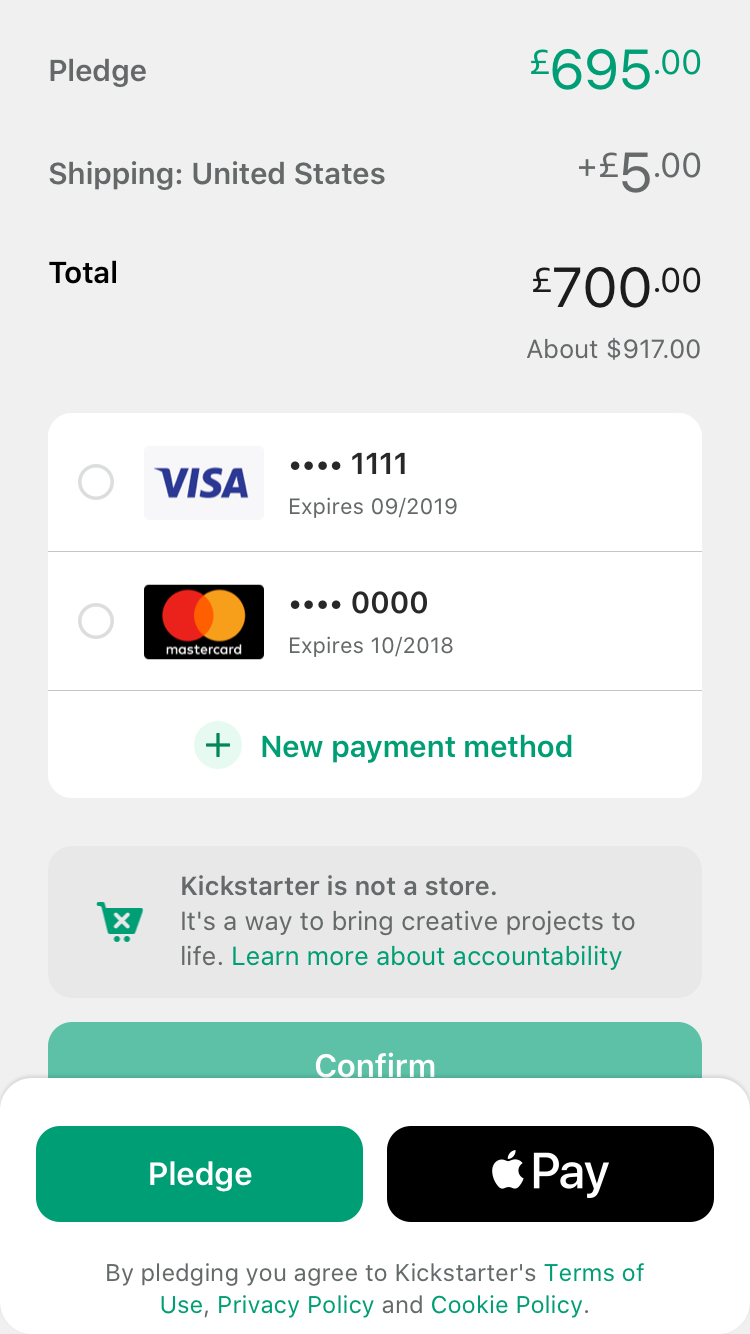 Pledge £695.00
Shipping: United States +£5.00
Total £700.00
About $917.00
VISA •••• 1111
Expires 09/2019
mastercard •••• 0000
Expires 10/2018
+ New payment method
Kickstarter is not a store.
It's a way to bring creative projects to
life. Learn more about accountability
Confirm
Pledge Pay
By pledging you agree to Kickstarter's Terms of
Use, Privacy Policy and Cookie Policy.